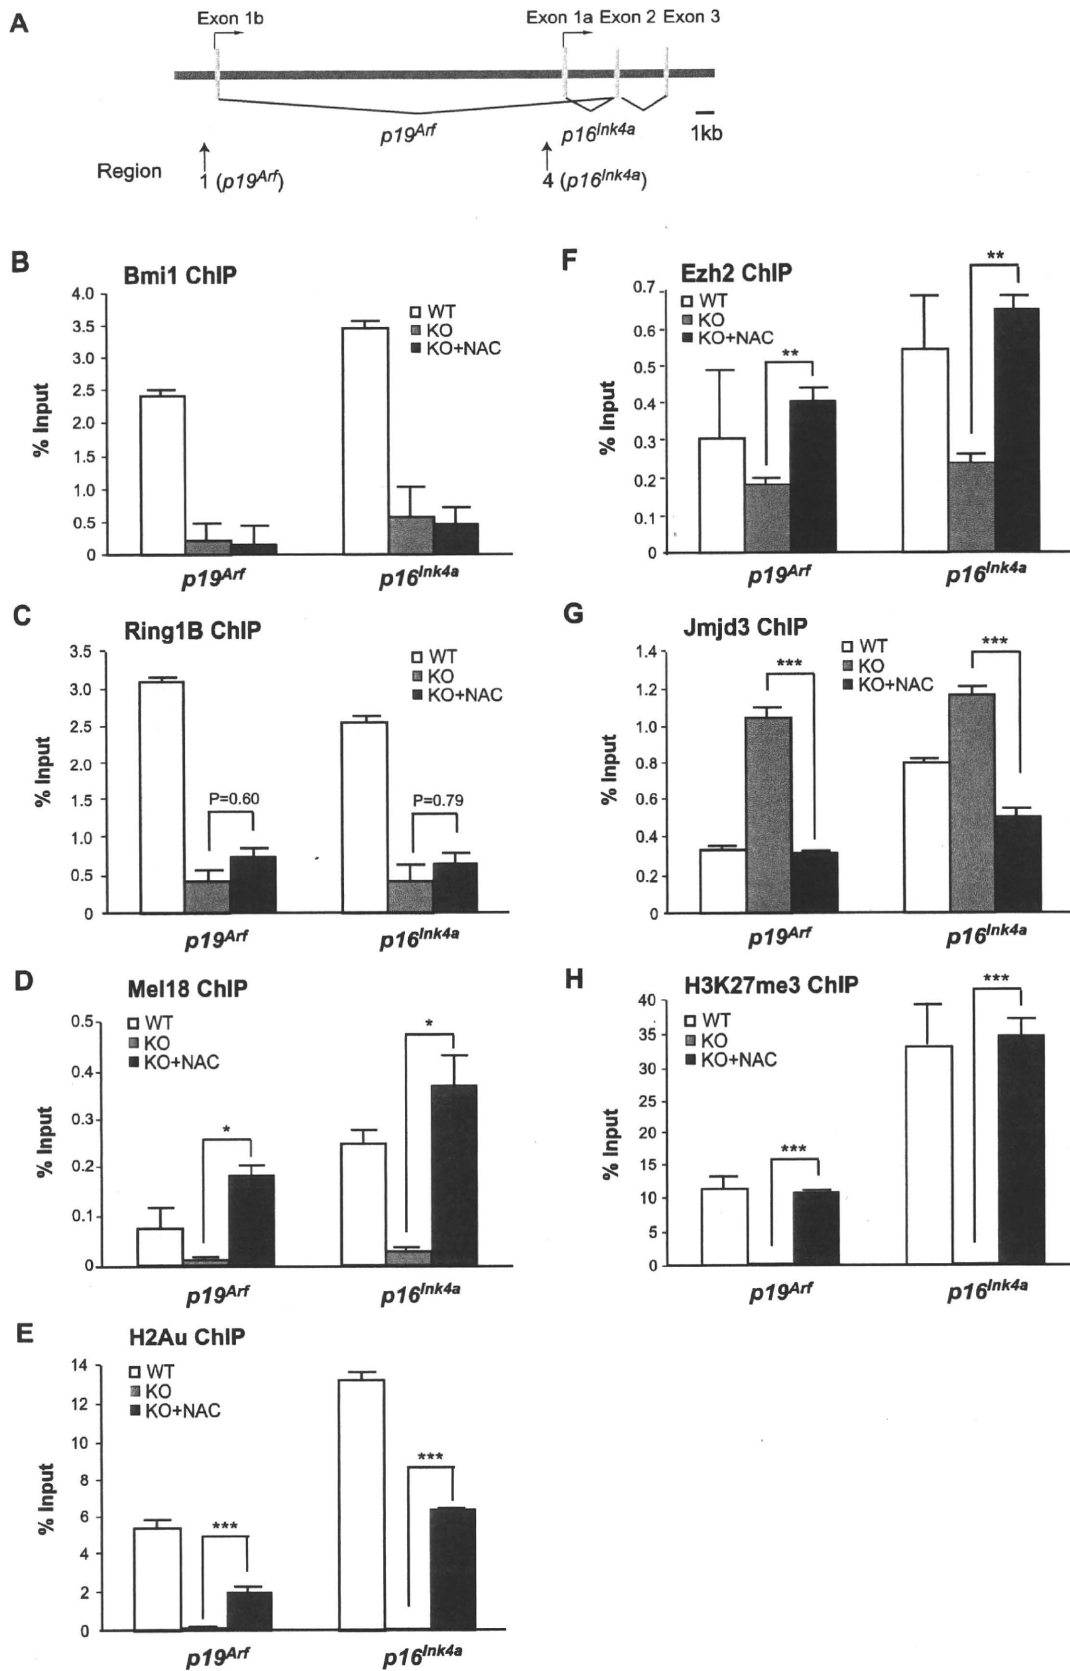 A
Exon 1b
Exon 1a Exon 2 Exon 3
p19Arf
p16Ink4a
1kb
Region
1 (p19Arf)
4 (p16Ink4a)
B
Bmi1 ChIP
4.0
3.5
3.0
2.5
2.0
1.5
1.0
0.5
0
% Input
WT
KO
KO+NAC
p19Arf
p16Ink4a
C
Ring1B ChIP
3.5
3.0
2.5
2.0
1.5
1.0
0.5
0
% Input
WT
KO
KO+NAC
P=0.60
P=0.79
p19Arf
p16Ink4a
D
Mel18 ChIP
0.5
0.4
0.3
0.2
0.1
0
% Input
WT
KO
KO+NAC
*
*
p19Arf
p16Ink4a
E
H2Au ChIP
14
12
10
8
6
4
2
0
% Input
WT
KO
KO+NAC
***
***
p19Arf
p16Ink4a
F
Ezh2 ChIP
0.7
0.6
0.5
0.4
0.3
0.2
0.1
0
% Input
WT
KO
KO+NAC
**
**
p19Arf
p16Ink4a
G
Jmjd3 ChIP
1.4
1.2
1.0
0.8
0.6
0.4
0.2
0
% Input
WT
KO
KO+NAC
***
***
p19Arf
p16Ink4a
H
H3K27me3 ChIP
40
35
30
25
20
15
10
5
0
% Input
WT
KO
KO+NAC
***
***
p19Arf
p16Ink4a